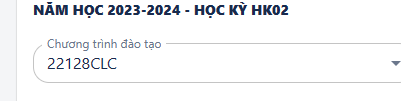 NĂM HỌC 2023-2024 - HỌC KỲ HK02
Chương trình đào tạo
22128CLC